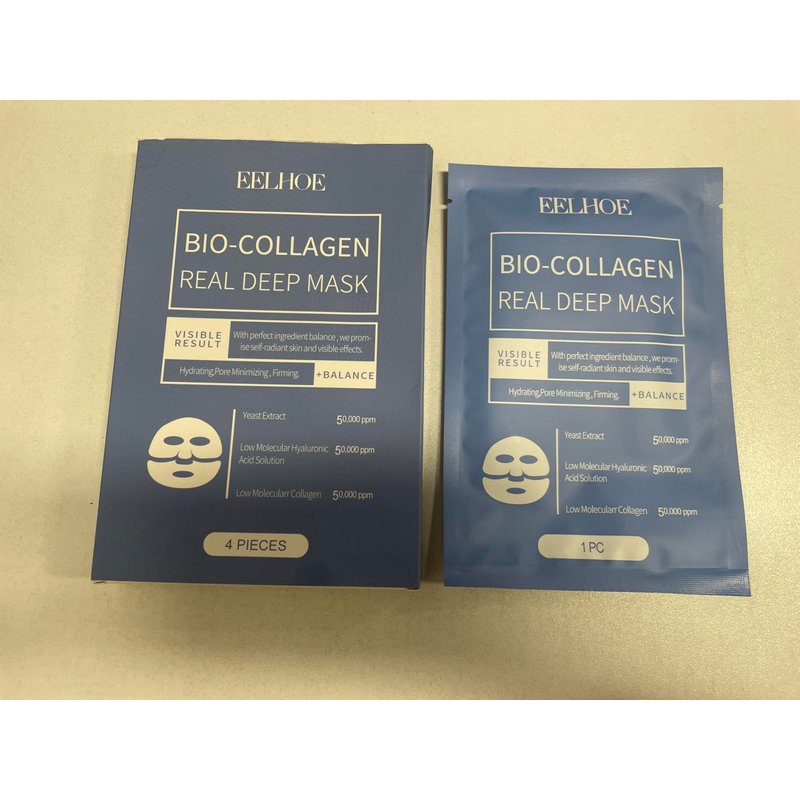 EELHOE
BIO-COLLAGEN
REAL DEEP MASK
VISIBLE
RESULT
With perfect ingredient balance , we prom-
ise self-radiant skin and visible effects.
Hydrating,Pore Minimizing , Firming.
+BALANCE
Yeast Extract 50,000 ppm
Low Molecular Hyaluronic 50,000 ppm
Acid Solution
Low Molecularr Collagen 50,000 ppm
4 PIECES
EELHOE
BIO-COLLAGEN
REAL DEEP MASK
VISIBLE
RESULT
With perfect ingredient balance , we prom-
ise self-radiant skin and visible effects.
Hydrating,Pore Minimizing , Firming.
+BALANCE
Yeast Extract 50,000 ppm
Low Molecular Hyaluronic 50,000 ppm
Acid Solution
Low Molecularr Collagen 50,000 ppm
1 PC